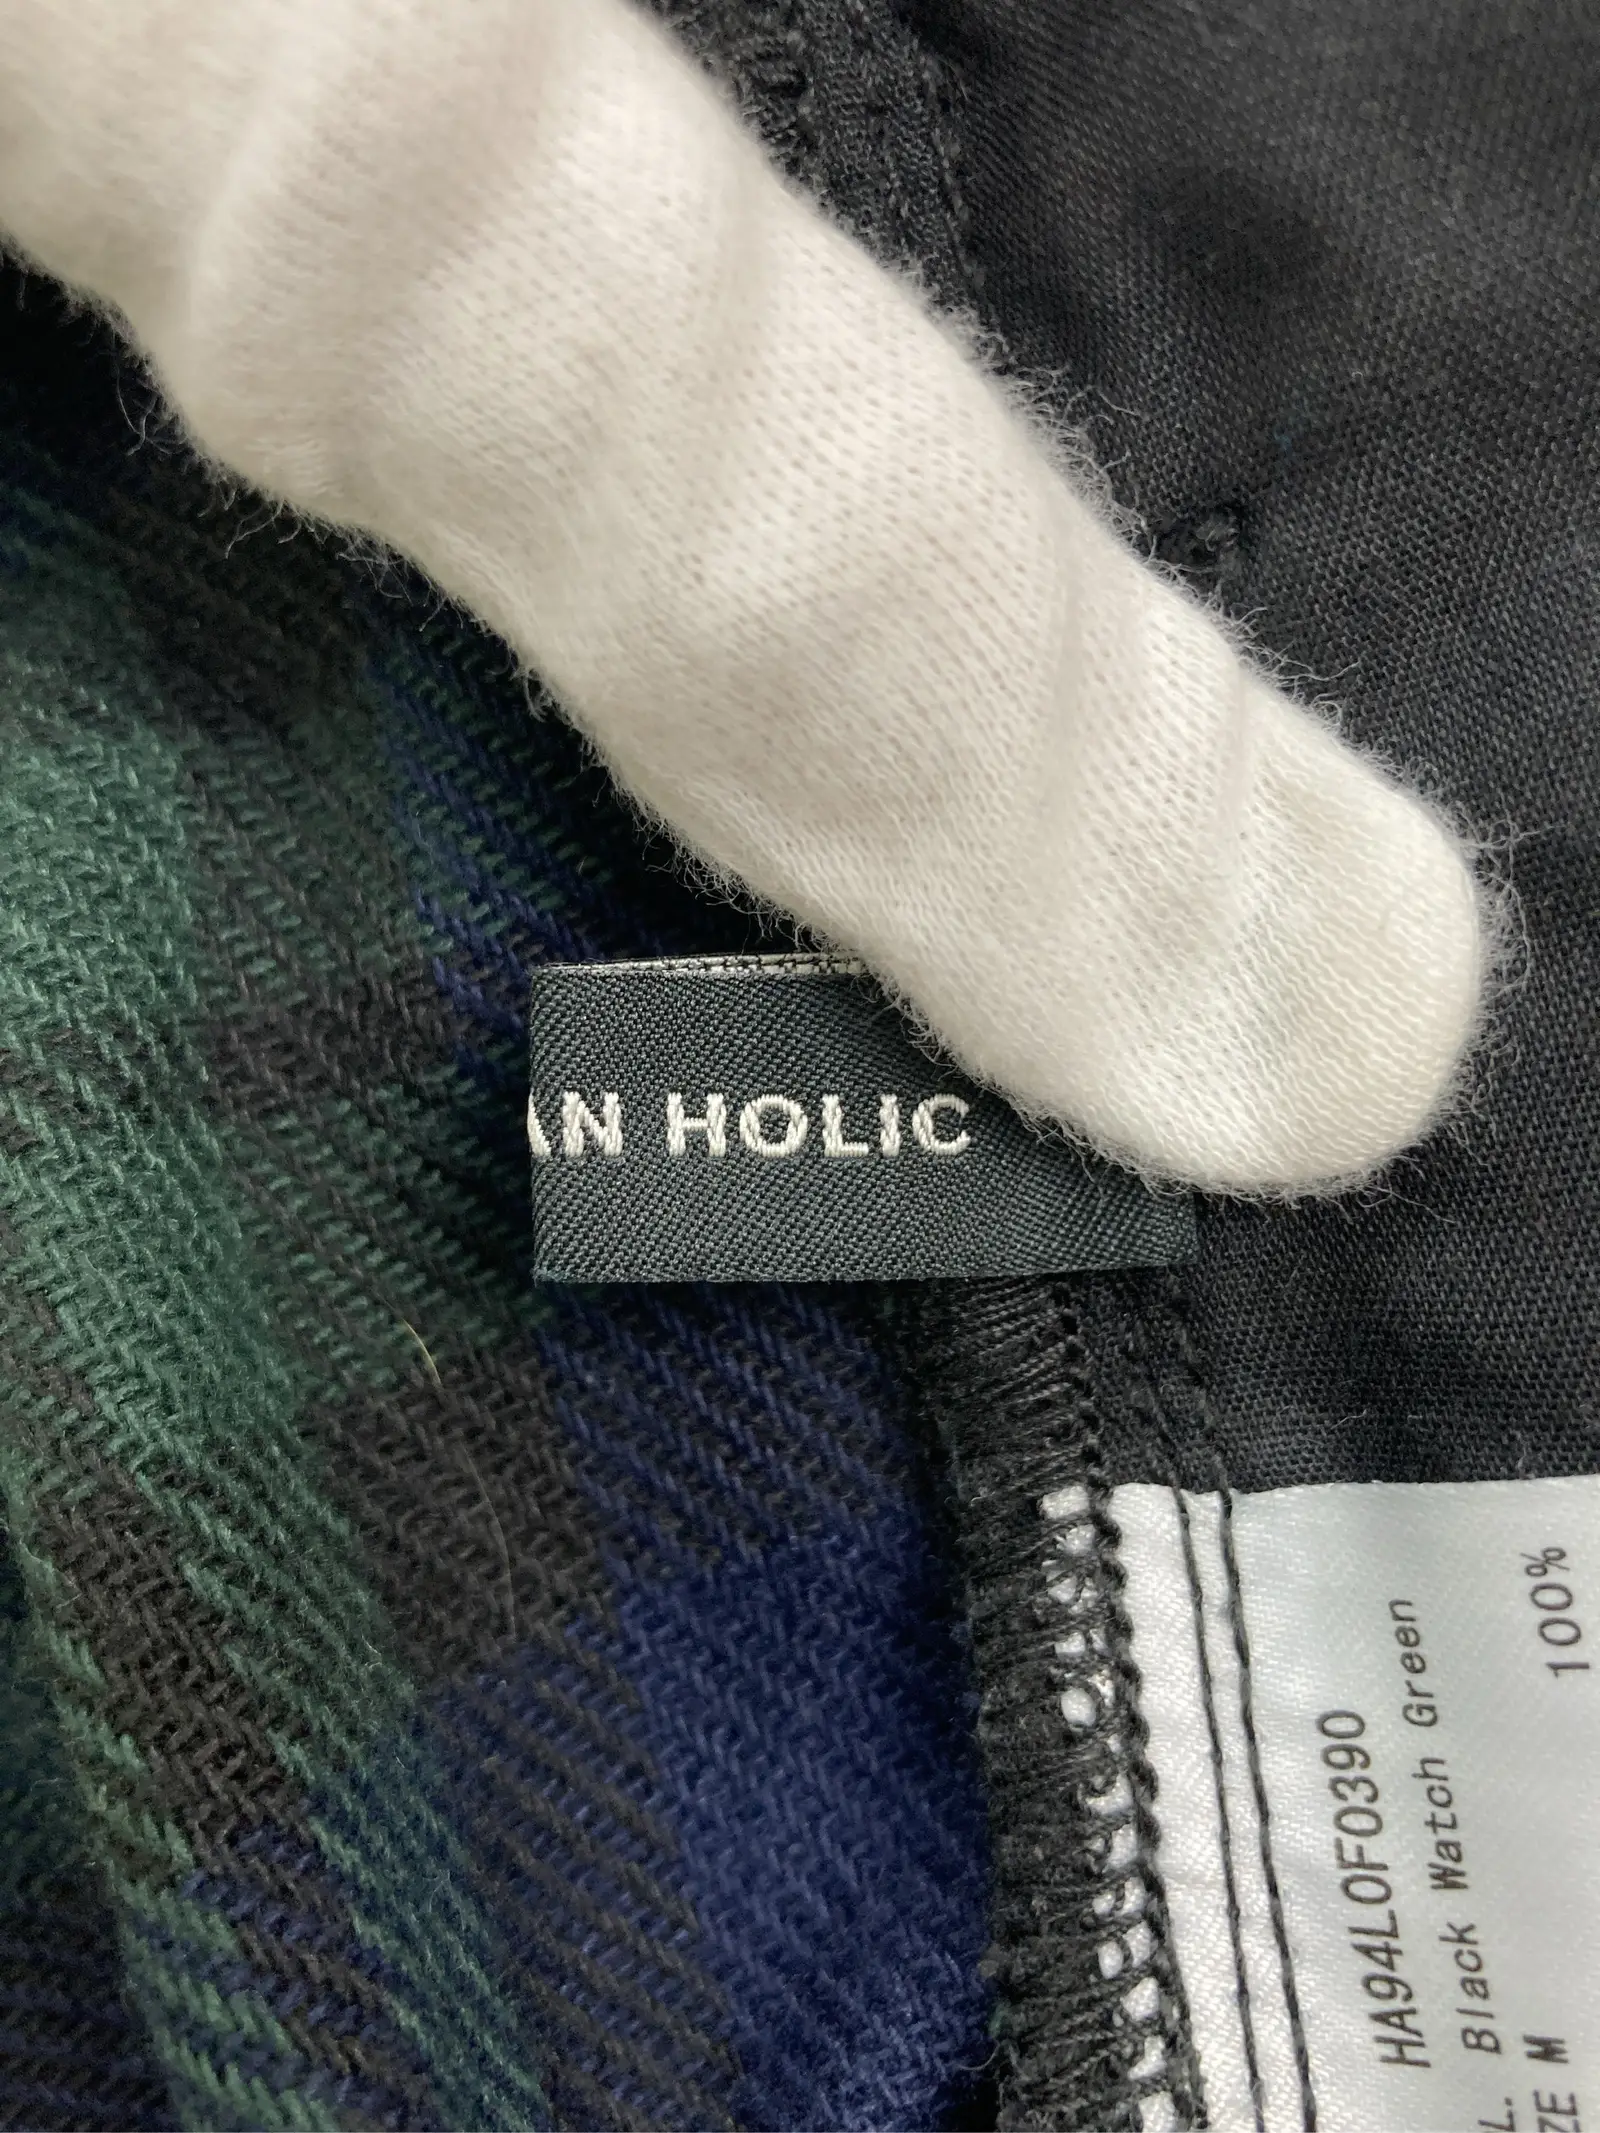 AN HOLIC
HA94L0F0390
L. Black Watch Green
ZE M
100%